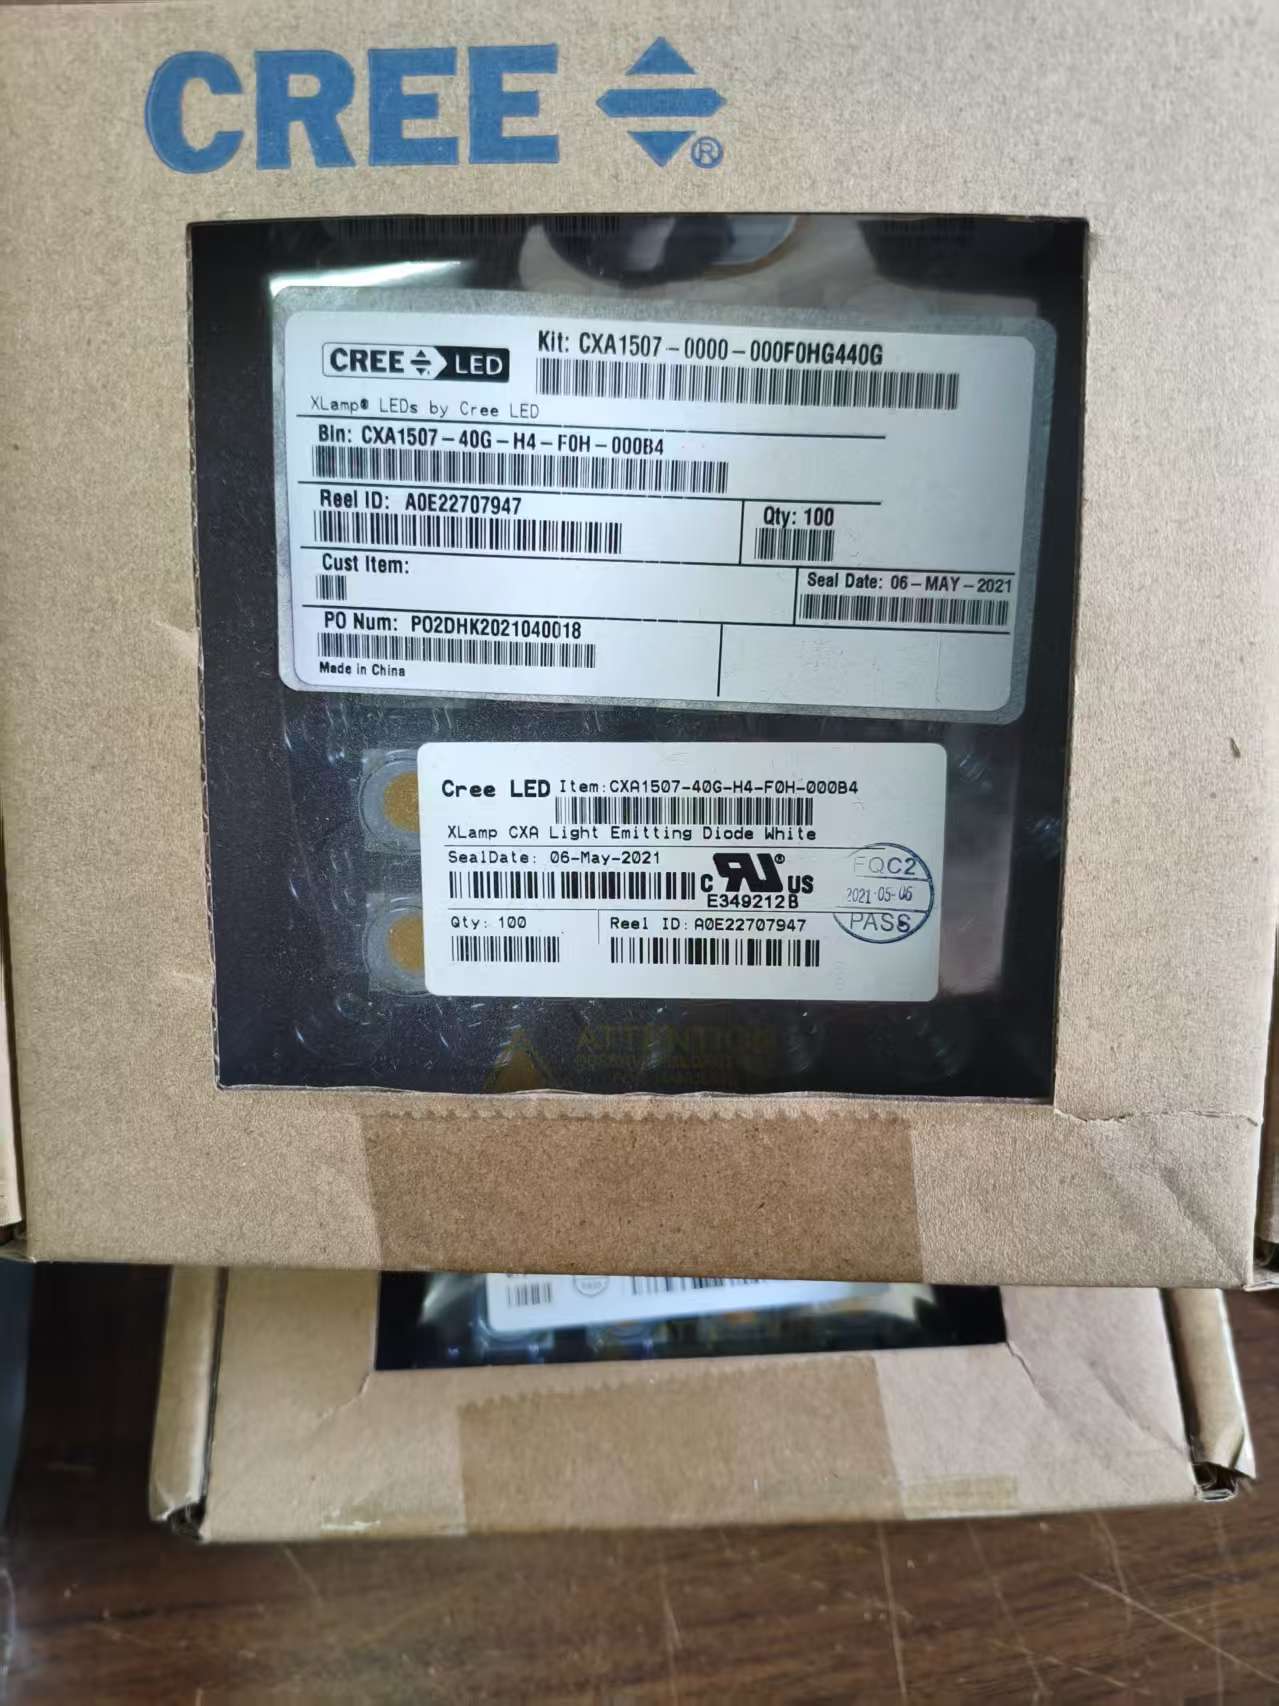 CREE ®
CREE LED
Kit: CXA1507-0000-000F0HG440G
XLamp® LEDs by Cree LED
Bin: CXA1507-40G-H4-F0H-000B4
Reel ID: A0E22707947
Qty: 100
Cust Item:
Seal Date: 06-MAY-2021
PO Num: PO2DHK2021040018
Made in China
Cree LED Item:CXA1507-40G-H4-F0H-000B4
XLamp CXA Light Emitting Diode White
SealDate: 06-May-2021
c RU® US
E349212B
FQC2
2021-05-06
PASS
Qty: 100
Reel ID: A0E22707947
ATTENTION